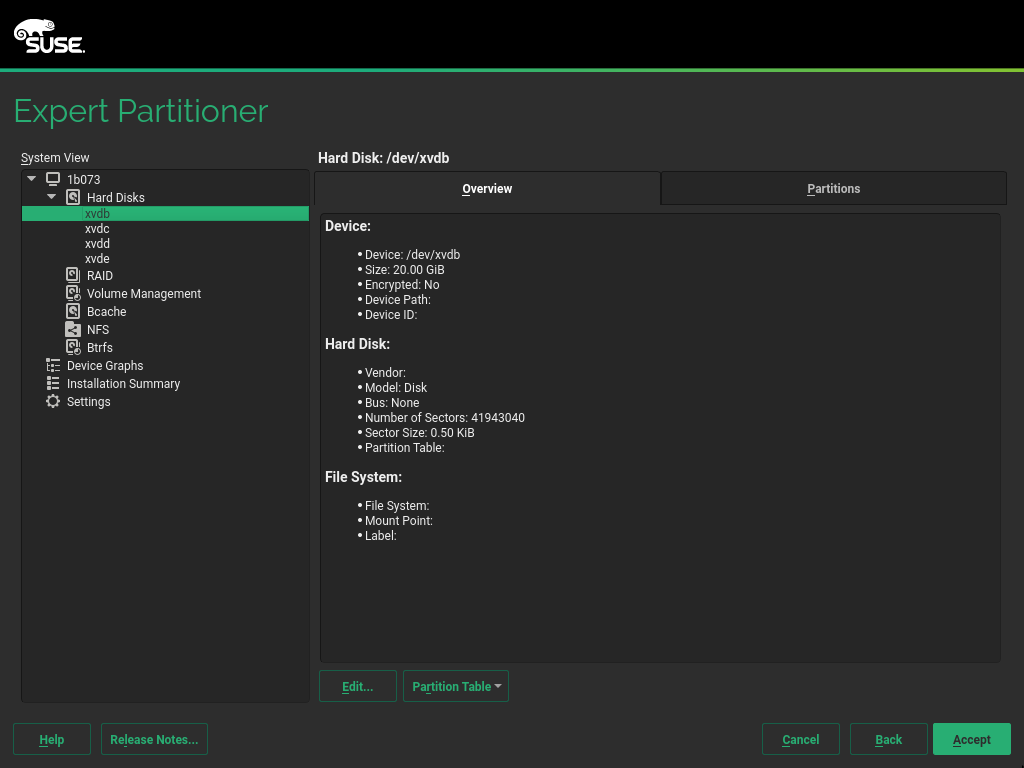 SUSE.
Expert Partitioner
System View
1b073
Hard Disks
xvdb
xvdc
xvdd
xvde
RAID
Volume Management
Bcache
NFS
Btrfs
Device Graphs
Installation Summary
Settings
Hard Disk: /dev/xvdb
Overview
Partitions
Device:
• Device: /dev/xvdb
• Size: 20.00 GiB
• Encrypted: No
• Device Path:
• Device ID:
Hard Disk:
• Vendor:
• Model: Disk
• Bus: None
• Number of Sectors: 41943040
• Sector Size: 0.50 KiB
• Partition Table:
File System:
• File System:
• Mount Point:
• Label:
Edit...
Partition Table
Help
Release Notes...
Cancel
Back
Accept